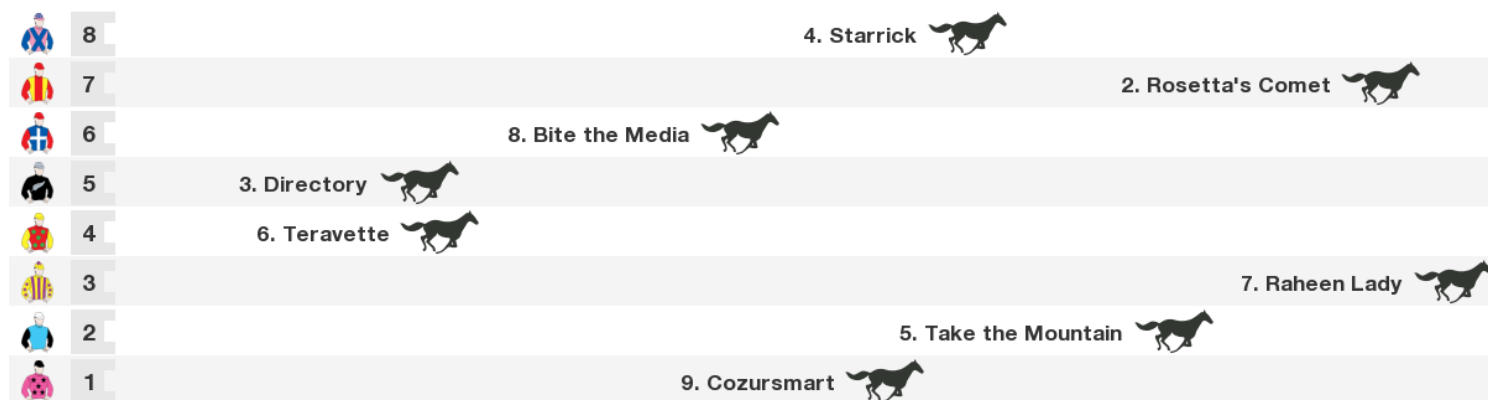 8 4. Starrick
7 2. Rosetta's Comet
6 8. Bite the Media
5 3. Directory
4 6. Teravette
3 7. Raheen Lady
2 5. Take the Mountain
1 9. Cozursmart